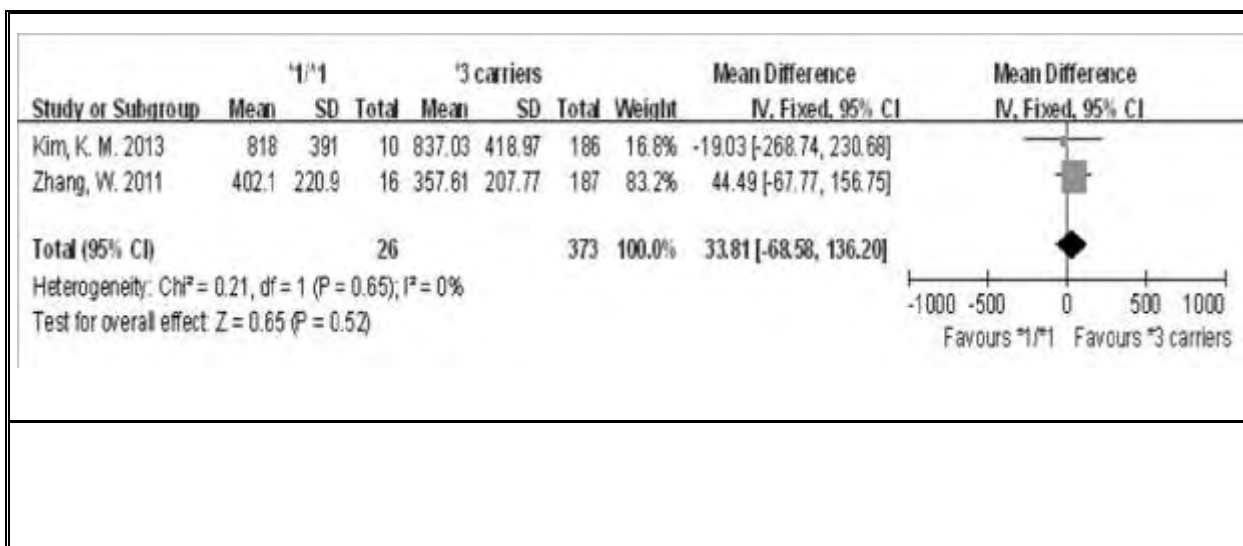 *1/*1 *3 carriers Mean Difference Mean Difference
Study or Subgroup Mean SD Total Mean SD Total Weight IV, Fixed, 95% CI IV, Fixed, 95% CI
Kim, K. M. 2013 818 391 10 837.03 418.97 186 16.8% -19.03 [-268.74, 230.68]
Zhang, W. 2011 402.1 220.9 16 357.61 207.77 187 83.2% 44.49 [-67.77, 156.75]
Total (95% CI) 26 373 100.0% 33.81 [-68.58, 136.20]
Heterogeneity: Chi² = 0.21, df = 1 (P = 0.65); I² = 0%
Test for overall effect: Z = 0.65 (P = 0.52)
-1000 -500 0 500 1000
Favours *1/*1 Favours *3 carriers